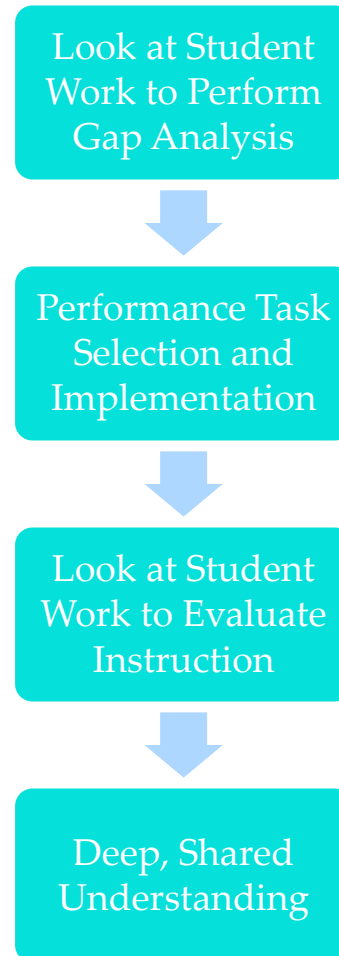 Look at Student
Work to Perform
Gap Analysis
Performance Task
Selection and
Implementation
Look at Student
Work to Evaluate
Instruction
Deep, Shared
Understanding